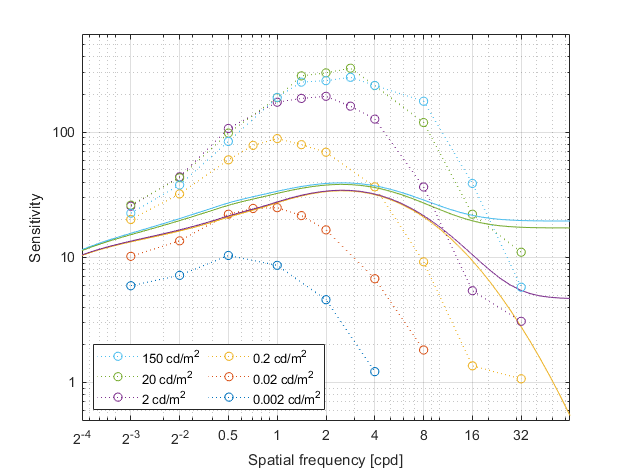 100
10
1
Sensitivity
150 cd/m²
0.2 cd/m²
20 cd/m²
0.02 cd/m²
2 cd/m²
0.002 cd/m²
2⁻⁴ 2⁻³ 2⁻² 0.5 1 2 4 8 16 32
Spatial frequency [cpd]